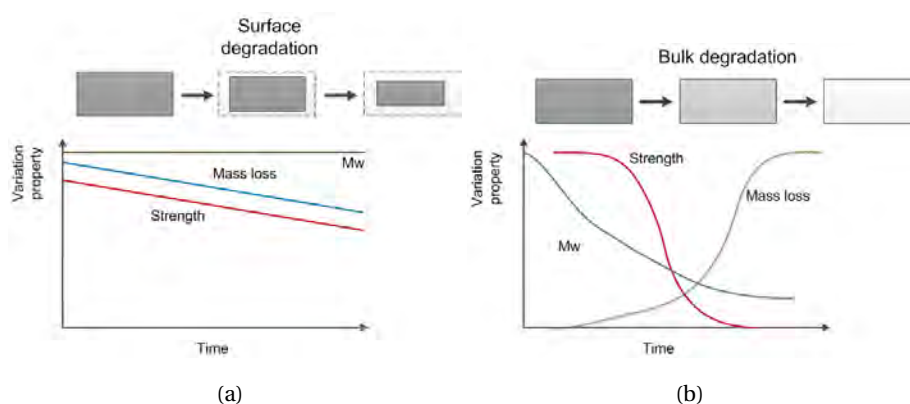 Surface
degradation
Variation
property
Mw
Mass loss
Strength
Time
(a)
Bulk degradation
Variation
property
Strength
Mass loss
Mw
Time
(b)